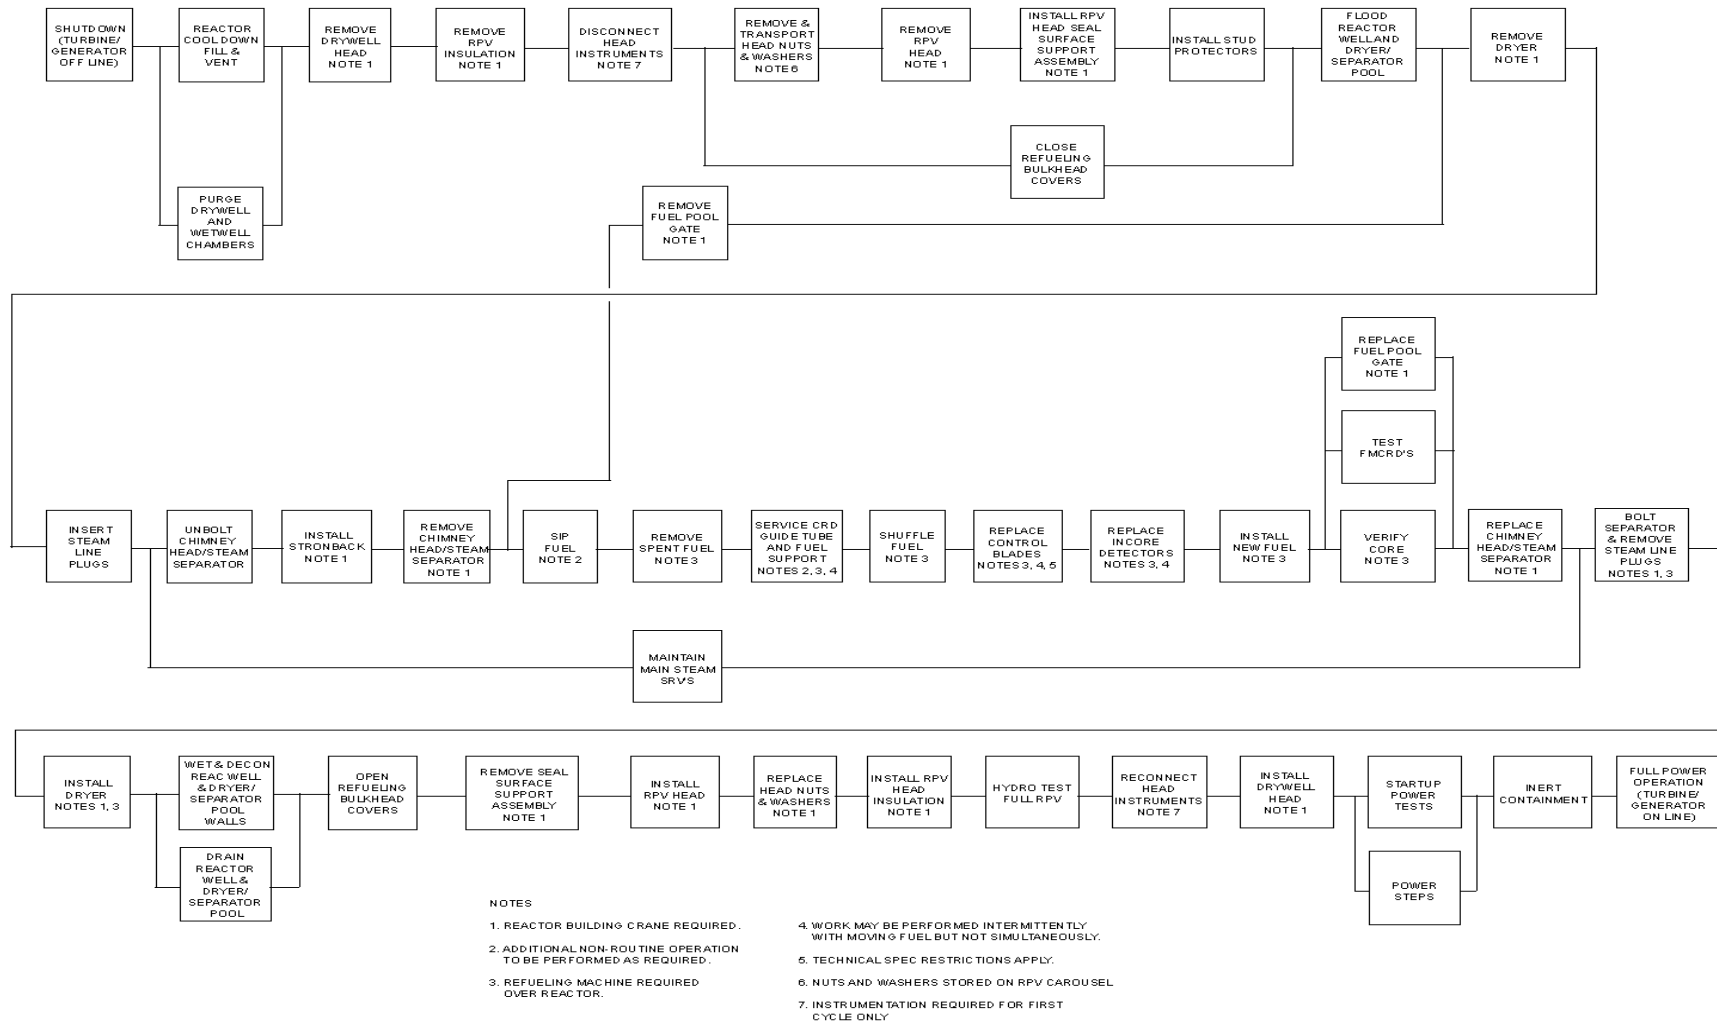 SHUTDOWN
(TURBINE/
GENERATOR
OFF LINE)
REACTOR
COOLDOWN
FILL &
VENT
REMOVE
DRYWELL
HEAD
NOTE 1
REMOVE
RPV
INSULATION
NOTE 1
DISCONNECT
HEAD
INSTRUMENTS
NOTE 7
REMOVE &
TRANSPORT
HEAD NUTS
& WASHERS
NOTE 6
REMOVE
RPV
HEAD
NOTE 1
INSTALL RPV
HEAD SEAL
SURFACE
SUPPORT
ASSEMBLY
NOTE 1
INSTALL STUD
PROTECTORS
FLOOD
REACTOR
WELL AND
DRYER/
SEPARATOR
POOL
REMOVE
DRYER
NOTE 1
CLOSE
REFUELING
BULKHEAD
COVERS
PURGE
DRYWELL
AND
WETWELL
CHAMBERS
REMOVE
FUEL POOL
GATE
NOTE 1
REPLACE
FUEL POOL
GATE
NOTE 1
TEST
FMCRD'S
INSERT
STEAM
LINE
PLUGS
UNBOLT
CHIMNEY
HEAD/STEAM
SEPARATOR
INSTALL
STRONBACK
NOTE 1
REMOVE
CHIMNEY
HEAD/STEAM
SEPARATOR
NOTE 1
SIP
FUEL
NOTE 2
REMOVE
SPENT FUEL
NOTE 3
SERVICE CRD
GUIDE TUBE
AND FUEL
SUPPORT
NOTES 2, 3, 4
SHUFFLE
FUEL
NOTE 3
REPLACE
CONTROL
BLADES
NOTES 3, 4, 5
REPLACE
INCORE
DETECTORS
NOTES 3, 4
INSTALL
NEW FUEL
NOTE 3
VERIFY
CORE
NOTE 3
REPLACE
CHIMNEY
HEAD/STEAM
SEPARATOR
NOTE 1
BOLT
SEPARATOR
& REMOVE
STEAM LINE
PLUGS
NOTES 1, 3
MAINTAIN
MAIN STEAM
SRV'S
INSTALL
DRYER
NOTES 1, 3
WET & DECON
REAC WELL
& DRYER/
SEPARATOR
POOL
WALLS
OPEN
REFUELING
BULKHEAD
COVERS
REMOVE SEAL
SURFACE
SUPPORT
ASSEMBLY
NOTE 1
INSTALL
RPV HEAD
NOTE 1
REPLACE
HEAD NUTS
& WASHERS
NOTE 1
INSTALL RPV
HEAD
INSULATION
NOTE 1
HYDRO TEST
FULL RPV
RECONNECT
HEAD
INSTRUMENTS
NOTE 7
INSTALL
DRYWELL
HEAD
NOTE 1
STARTUP
POWER
TESTS
INERT
CONTAINMENT
FULL POWER
OPERATION
(TURBINE/
GENERATOR
ON LINE)
DRAIN
REACTOR
WELL &
DRYER/
SEPARATOR
POOL
POWER
STEPS
NOTES
1. REACTOR BUILDING CRANE REQUIRED.
2. ADDITIONAL NON-ROUTINE OPERATION
TO BE PERFORMED AS REQUIRED.
3. REFUELING MACHINE REQUIRED
OVER REACTOR.
4. WORK MAY BE PERFORMED INTERMITTENTLY
WITH MOVING FUEL BUT NOT SIMULTANEOUSLY.
5. TECHNICAL SPEC RESTRICTIONS APPLY.
6. NUTS AND WASHERS STORED ON RPV CAROUSEL
7. INSTRUMENTATION REQUIRED FOR FIRST
CYCLE ONLY